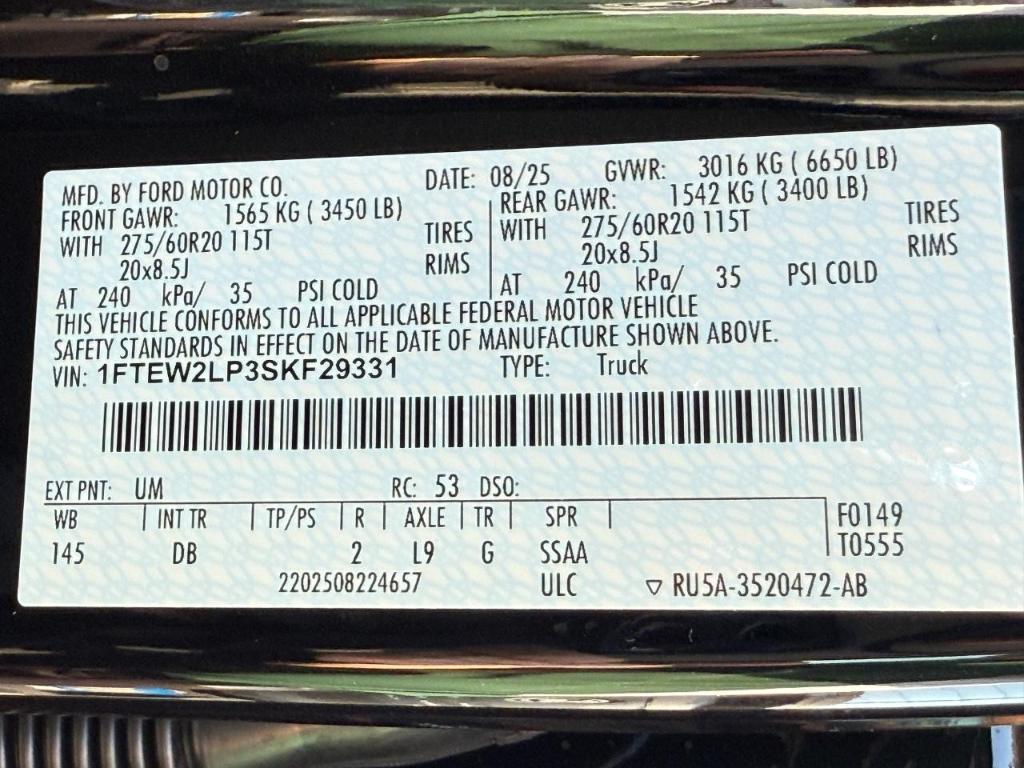 MFD. BY FORD MOTOR CO. DATE: 08/25 GVWR: 3016 KG ( 6650 LB)
FRONT GAWR: 1565 KG ( 3450 LB) REAR GAWR: 1542 KG ( 3400 LB)
WITH 275/60R20 115T TIRES WITH 275/60R20 115T TIRES
20x8.5J RIMS 20x8.5J RIMS
AT 240 kPa/ 35 PSI COLD AT 240 kPa/ 35 PSI COLD
THIS VEHICLE CONFORMS TO ALL APPLICABLE FEDERAL MOTOR VEHICLE
SAFETY STANDARDS IN EFFECT ON THE DATE OF MANUFACTURE SHOWN ABOVE.
VIN: 1FTEW2LP3SKF29331 TYPE: Truck
EXT PNT: UM RC: 53 DSO:
WB | INT TR | TP/PS | R | AXLE | TR | SPR | F0149
145 DB 2 L9 G SSAA T0555
2202508224657 ULC ▽ RU5A-3520472-AB